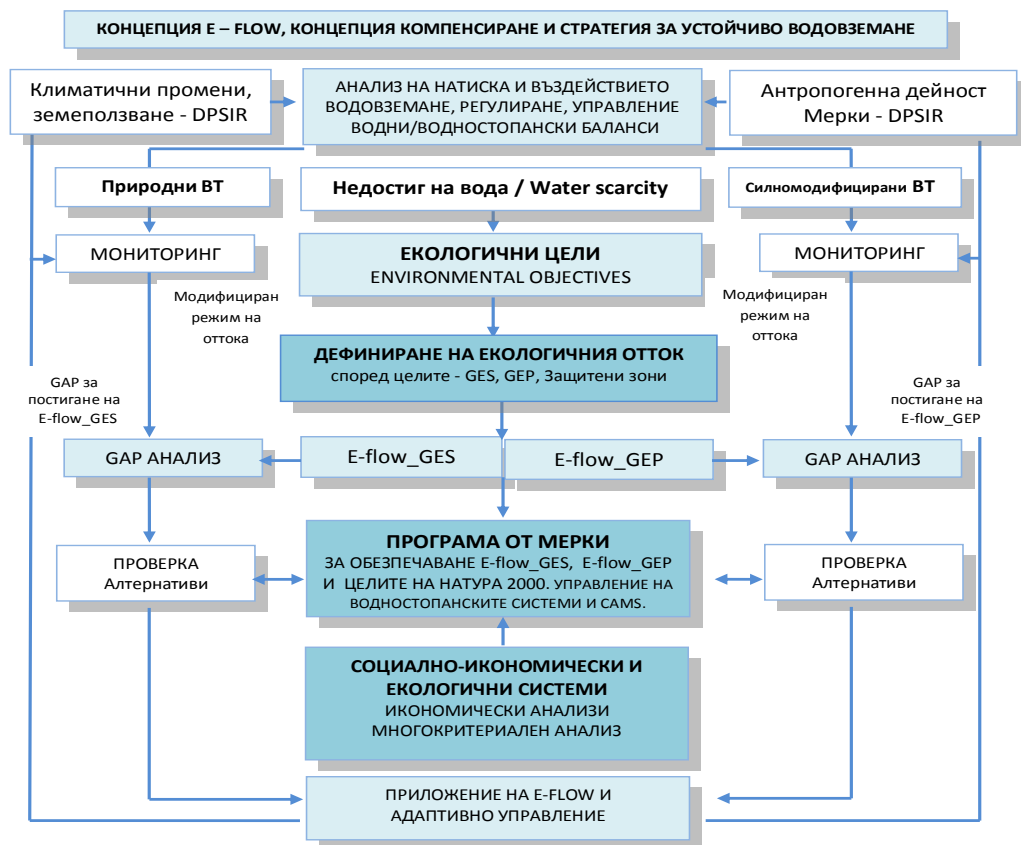 КОНЦЕПЦИЯ E – FLOW, КОНЦЕПЦИЯ КОМПЕНСИРАНЕ И СТРАТЕГИЯ ЗА УСТОЙЧИВО ВОДОВЗЕМАНЕ
Климатични промени,
земеползване - DPSIR
АНАЛИЗ НА НАТИСКА И ВЪЗДЕЙСТВИЕТО
ВОДОВЗЕМАНЕ, РЕГУЛИРАНЕ, УПРАВЛЕНИЕ
ВОДНИ/ВОДНОСТОПАНСКИ БАЛАНСИ
Антропогенна дейност
Мерки - DPSIR
Природни ВТ
Недостиг на вода / Water scarcity
Силномодифицирани ВТ
МОНИТОРИНГ
ЕКОЛОГИЧНИ ЦЕЛИ
ENVIRONMENTAL OBJECTIVES
МОНИТОРИНГ
Модифициран
режим на
оттока
Модифициран
режим на
оттока
ДЕФИНИРАНЕ НА ЕКОЛОГИЧНИЯ ОТТОК
според целите - GES, GEP, Защитени зони
GAP за
постигане на
E-flow_GES
GAP за
постигане на
E-flow_GEP
GAP АНАЛИЗ
E-flow_GES
E-flow_GEP
GAP АНАЛИЗ
ПРОВЕРКА
Алтернативи
ПРОГРАМА ОТ МЕРКИ
ЗА ОБЕЗПЕЧАВАНЕ E-flow_GES, E-flow_GEP
И ЦЕЛИТЕ НА НАТУРА 2000. УПРАВЛЕНИЕ НА
ВОДНОСТОПАНСКИТЕ СИСТЕМИ И CAMS.
ПРОВЕРКА
Алтернативи
СОЦИАЛНО-ИКОНОМИЧЕСКИ И
ЕКОЛОГИЧНИ СИСТЕМИ
ИКОНОМИЧЕСКИ АНАЛИЗИ
МНОГОКРИТЕРИАЛЕН АНАЛИЗ
ПРИЛОЖЕНИЕ НА E-FLOW И
АДАПТИВНО УПРАВЛЕНИЕ